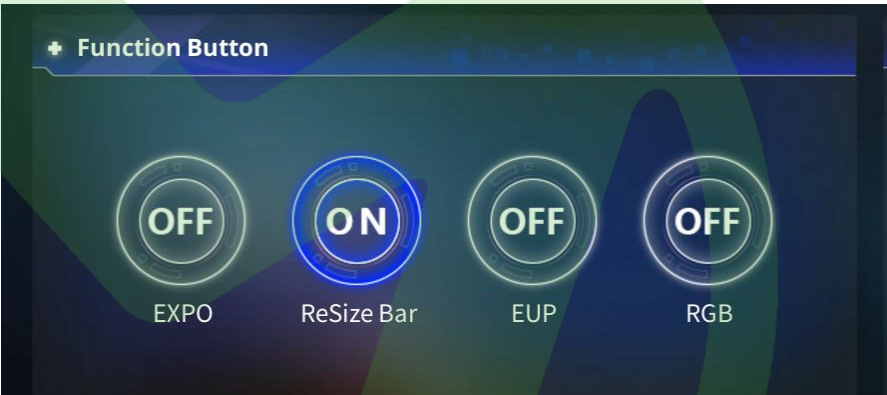 Function Button
OFF ON OFF OFF
EXPO ReSize Bar EUP RGB